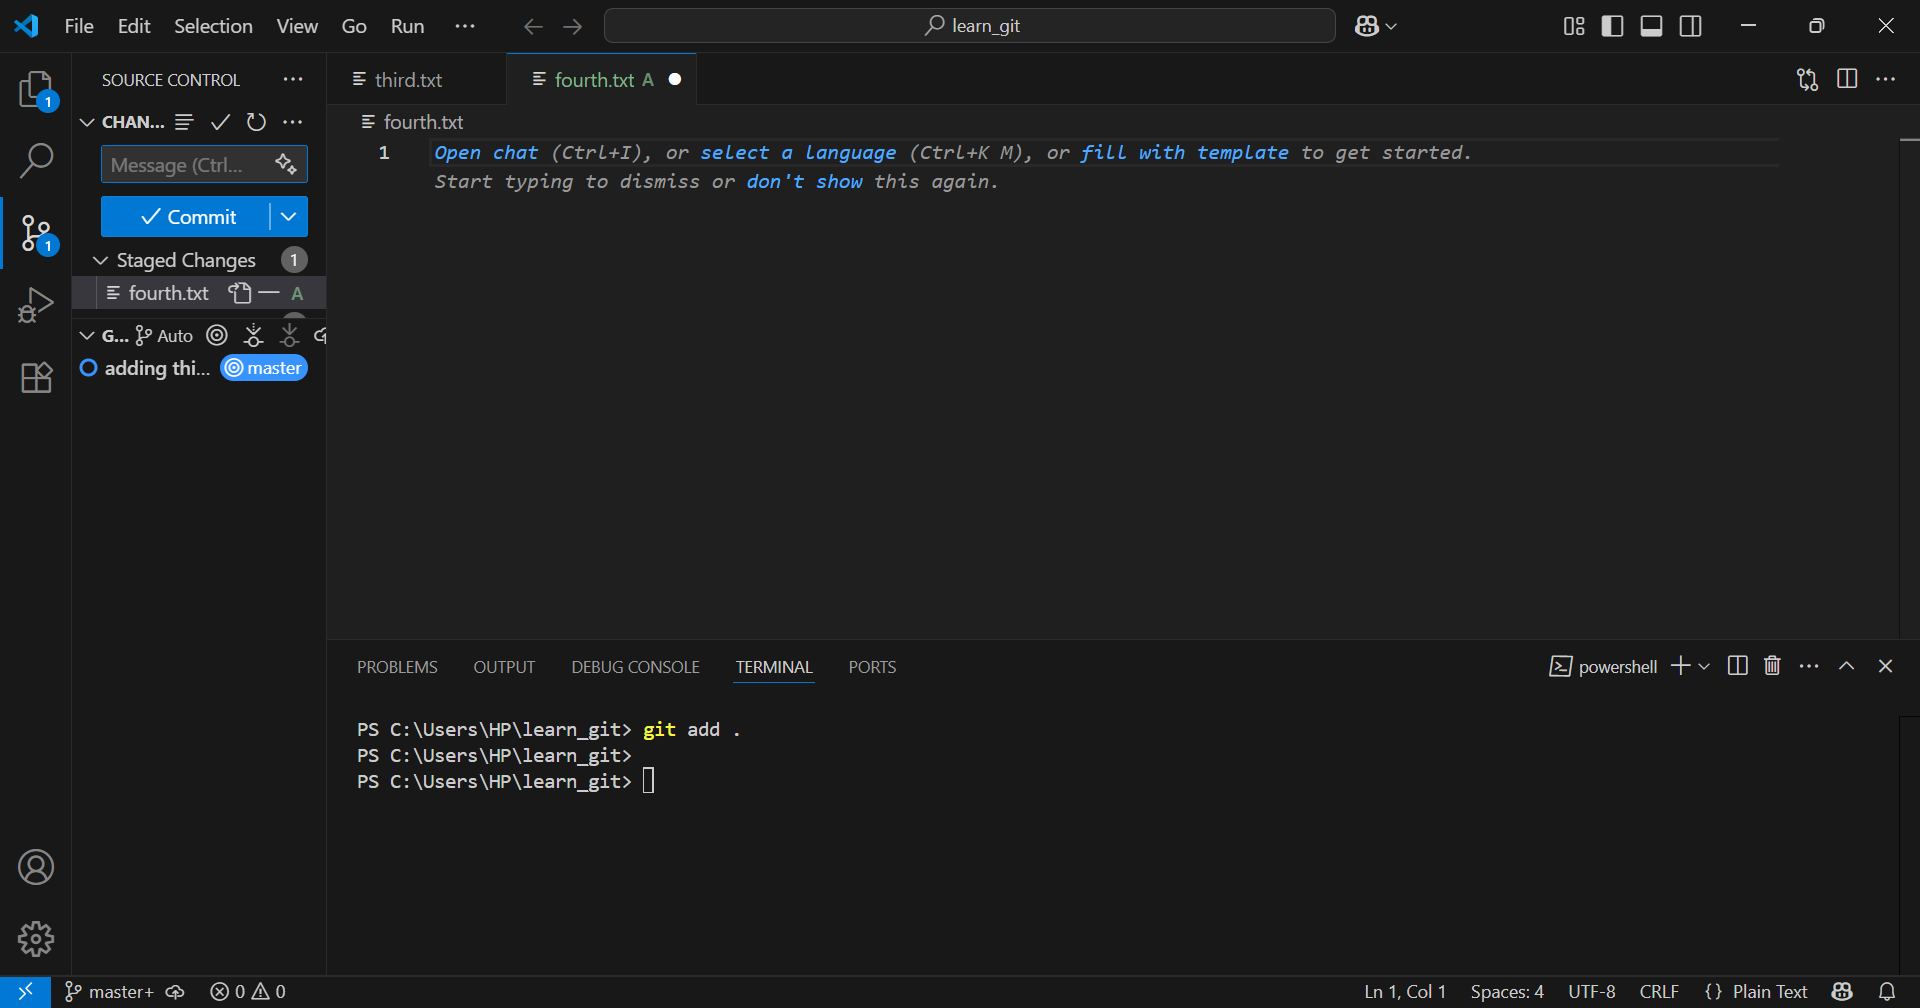 File Edit Selection View Go Run ··· learn_git
SOURCE CONTROL ···
third.txt
fourth.txt A
CHAN...
fourth.txt
Message (Ctrl...
1 Open chat (Ctrl+I), or select a language (Ctrl+K M), or fill with template to get started.
Start typing to dismiss or don't show this again.
Commit
Staged Changes 1
fourth.txt A
G... Auto
adding thi... master
1
1
PROBLEMS OUTPUT DEBUG CONSOLE TERMINAL PORTS
powershell
PS C:\Users\HP\learn_git> git add .
PS C:\Users\HP\learn_git>
PS C:\Users\HP\learn_git>
master+ 0 0 Ln 1, Col 1 Spaces: 4 UTF-8 CRLF {} Plain Text